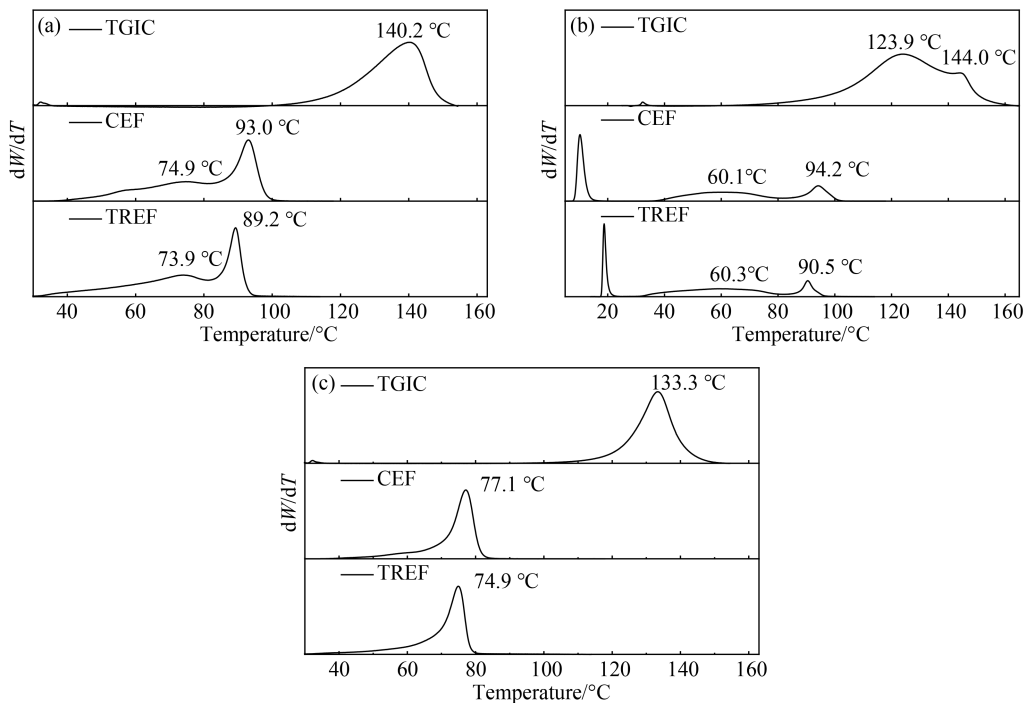 (a)
TGIC
140.2 °C
CEF
93.0 °C
74.9 °C
TREF
89.2 °C
73.9 °C
dW/dT
40 60 80 100 120 140 160
Temperature/°C
(b)
TGIC
123.9 °C
144.0 °C
CEF
94.2 °C
60.1°C
TREF
90.5 °C
60.3°C
dW/dT
20 40 60 80 100 120 140 160
Temperature/°C
(c)
TGIC
133.3 °C
CEF
77.1 °C
TREF
74.9 °C
dW/dT
40 60 80 100 120 140 160
Temperature/°C